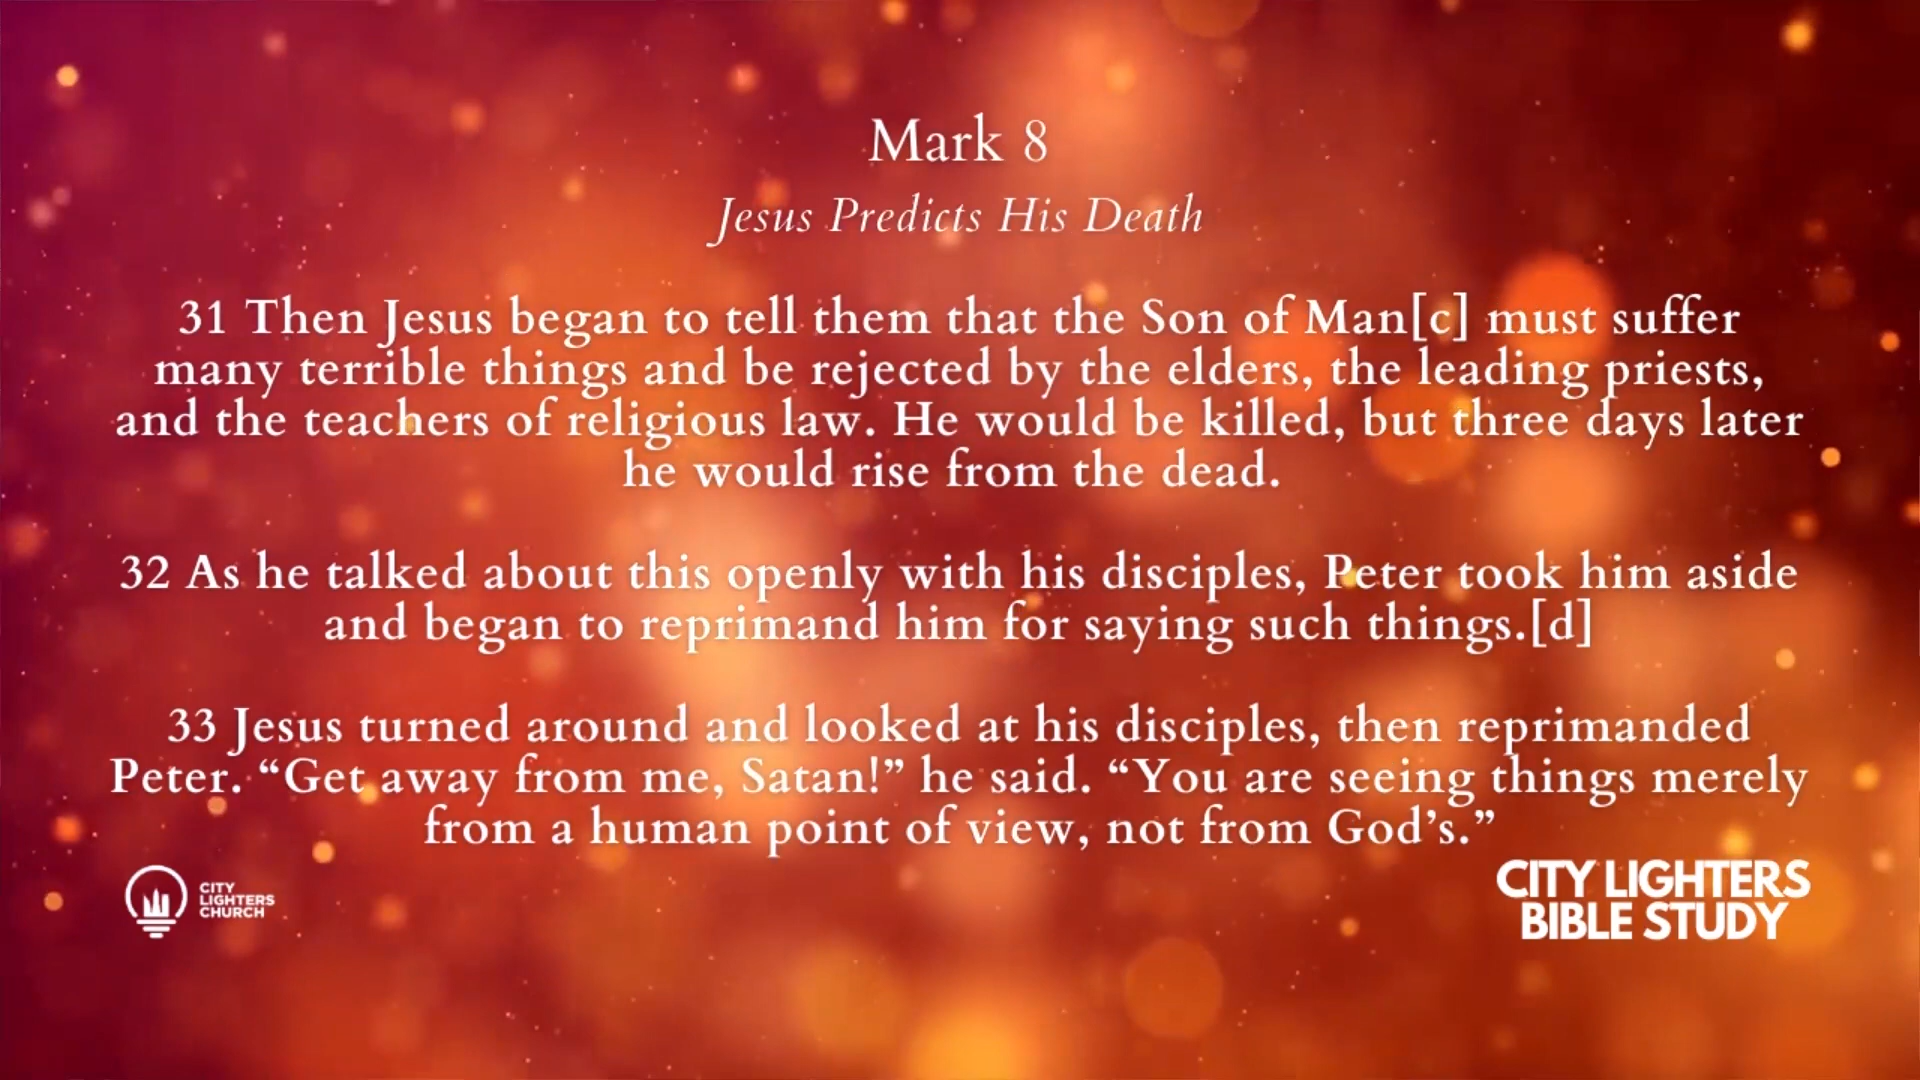 Mark 8
Jesus Predicts His Death
31 Then Jesus began to tell them that the Son of Man[c] must suffer
many terrible things and be rejected by the elders, the leading priests,
and the teachers of religious law. He would be killed, but three days later
he would rise from the dead.
32 As he talked about this openly with his disciples, Peter took him aside
and began to reprimand him for saying such things.[d]
33 Jesus turned around and looked at his disciples, then reprimanded
Peter. “Get away from me, Satan!” he said. “You are seeing things merely
from a human point of view, not from God’s.”
CITY
LIGHTERS
CHURCH
CITY LIGHTERS
BIBLE STUDY